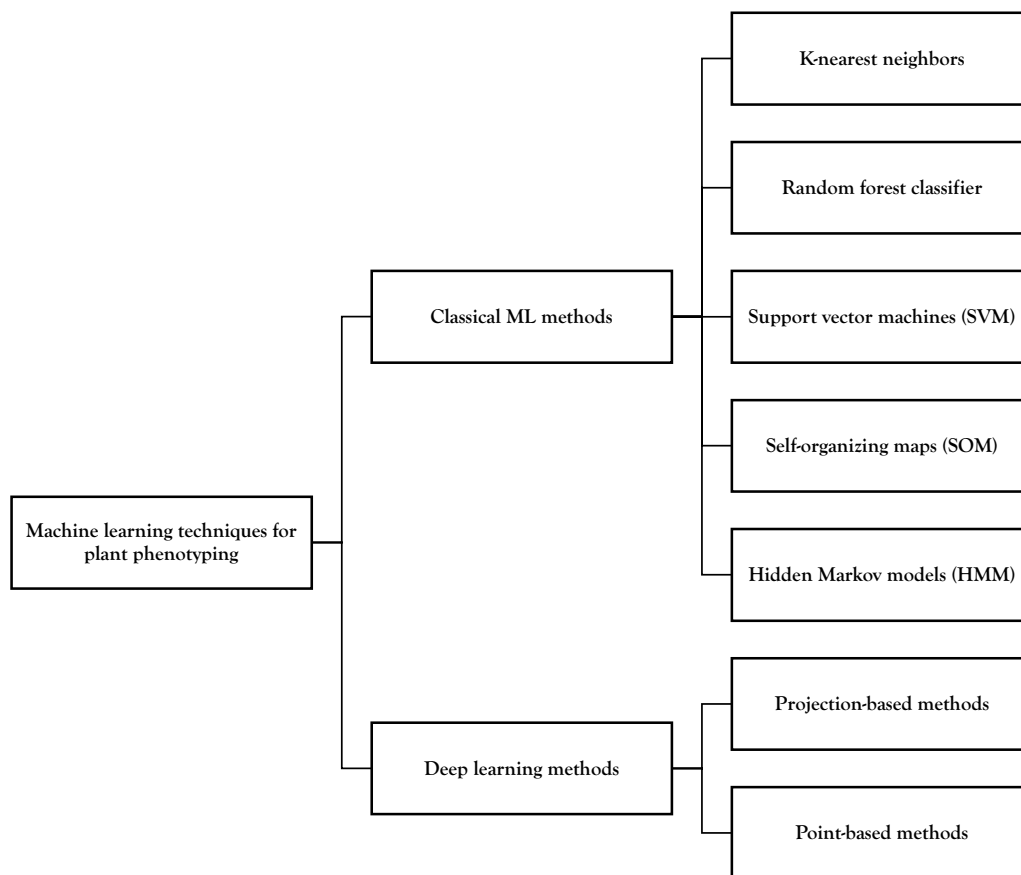 K-nearest neighbors
Random forest classifier
Classical ML methods
Support vector machines (SVM)
Self-organizing maps (SOM)
Machine learning techniques for
plant phenotyping
Hidden Markov models (HMM)
Projection-based methods
Deep learning methods
Point-based methods